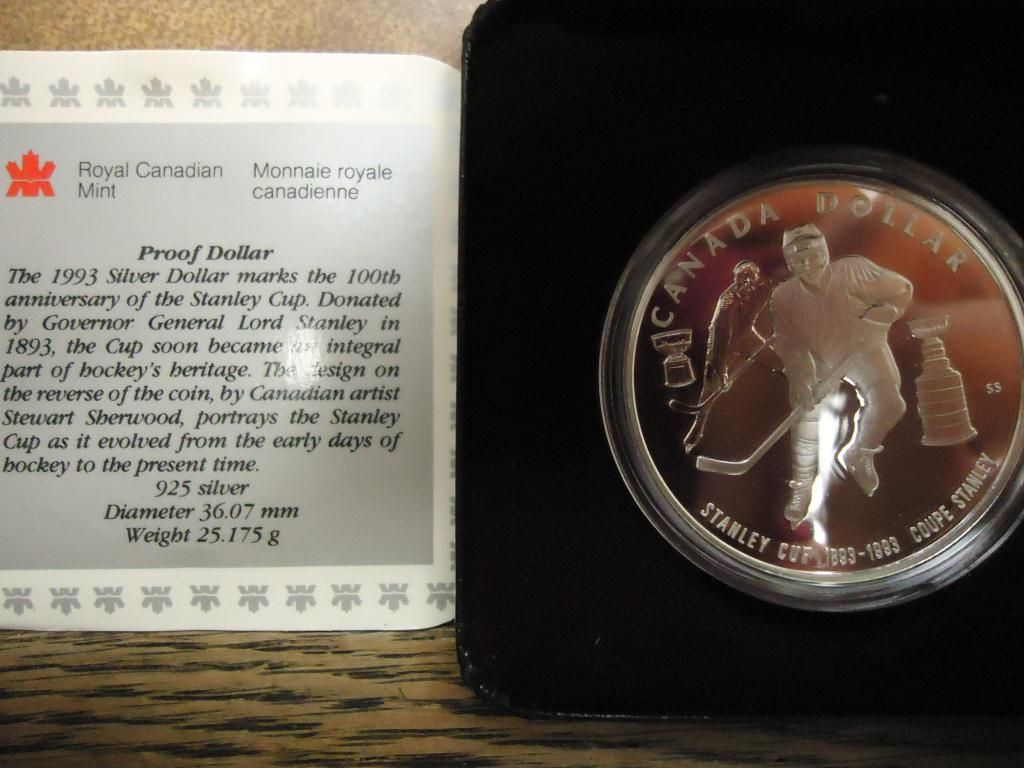 Royal Canadian Mint
Monnaie royale canadienne
Proof Dollar
The 1993 Silver Dollar marks the 100th
anniversary of the Stanley Cup. Donated
by Governor General Lord Stanley in
1893, the Cup soon became an integral
part of hockey's heritage. The design on
the reverse of the coin, by Canadian artist
Stewart Sherwood, portrays the Stanley
Cup as it evolved from the early days of
hockey to the present time.
925 silver
Diameter 36.07 mm
Weight 25.175 g
CANADA DOLLAR
SS
STANLEY CUP 1893-1993 COUPE STANLEY